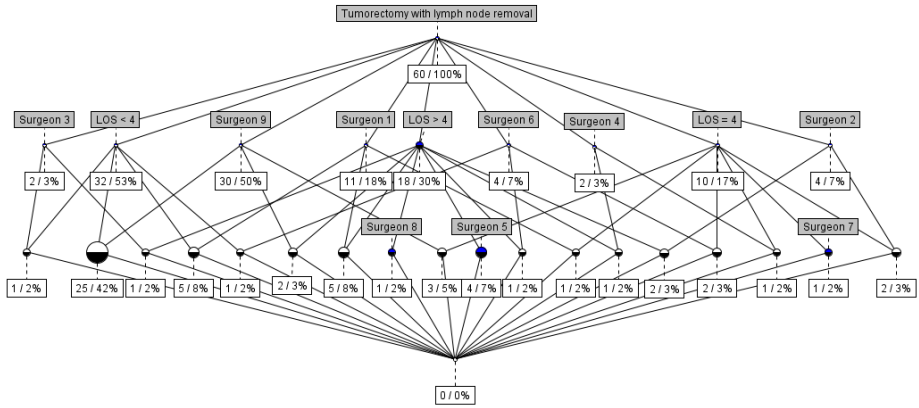 Tumorectomy with lymph node removal
60 / 100%
Surgeon 3
LOS < 4
Surgeon 9
Surgeon 1
LOS > 4
Surgeon 6
Surgeon 4
LOS = 4
Surgeon 2
2 / 3%
32 / 53%
30 / 50%
11 / 18%
18 / 30%
4 / 7%
2 / 3%
10 / 17%
4 / 7%
Surgeon 8
Surgeon 5
Surgeon 7
1 / 2%
25 / 42%
1 / 2%
5 / 8%
1 / 2%
2 / 3%
5 / 8%
1 / 2%
3 / 5%
4 / 7%
1 / 2%
1 / 2%
1 / 2%
2 / 3%
2 / 3%
1 / 2%
1 / 2%
2 / 3%
0 / 0%